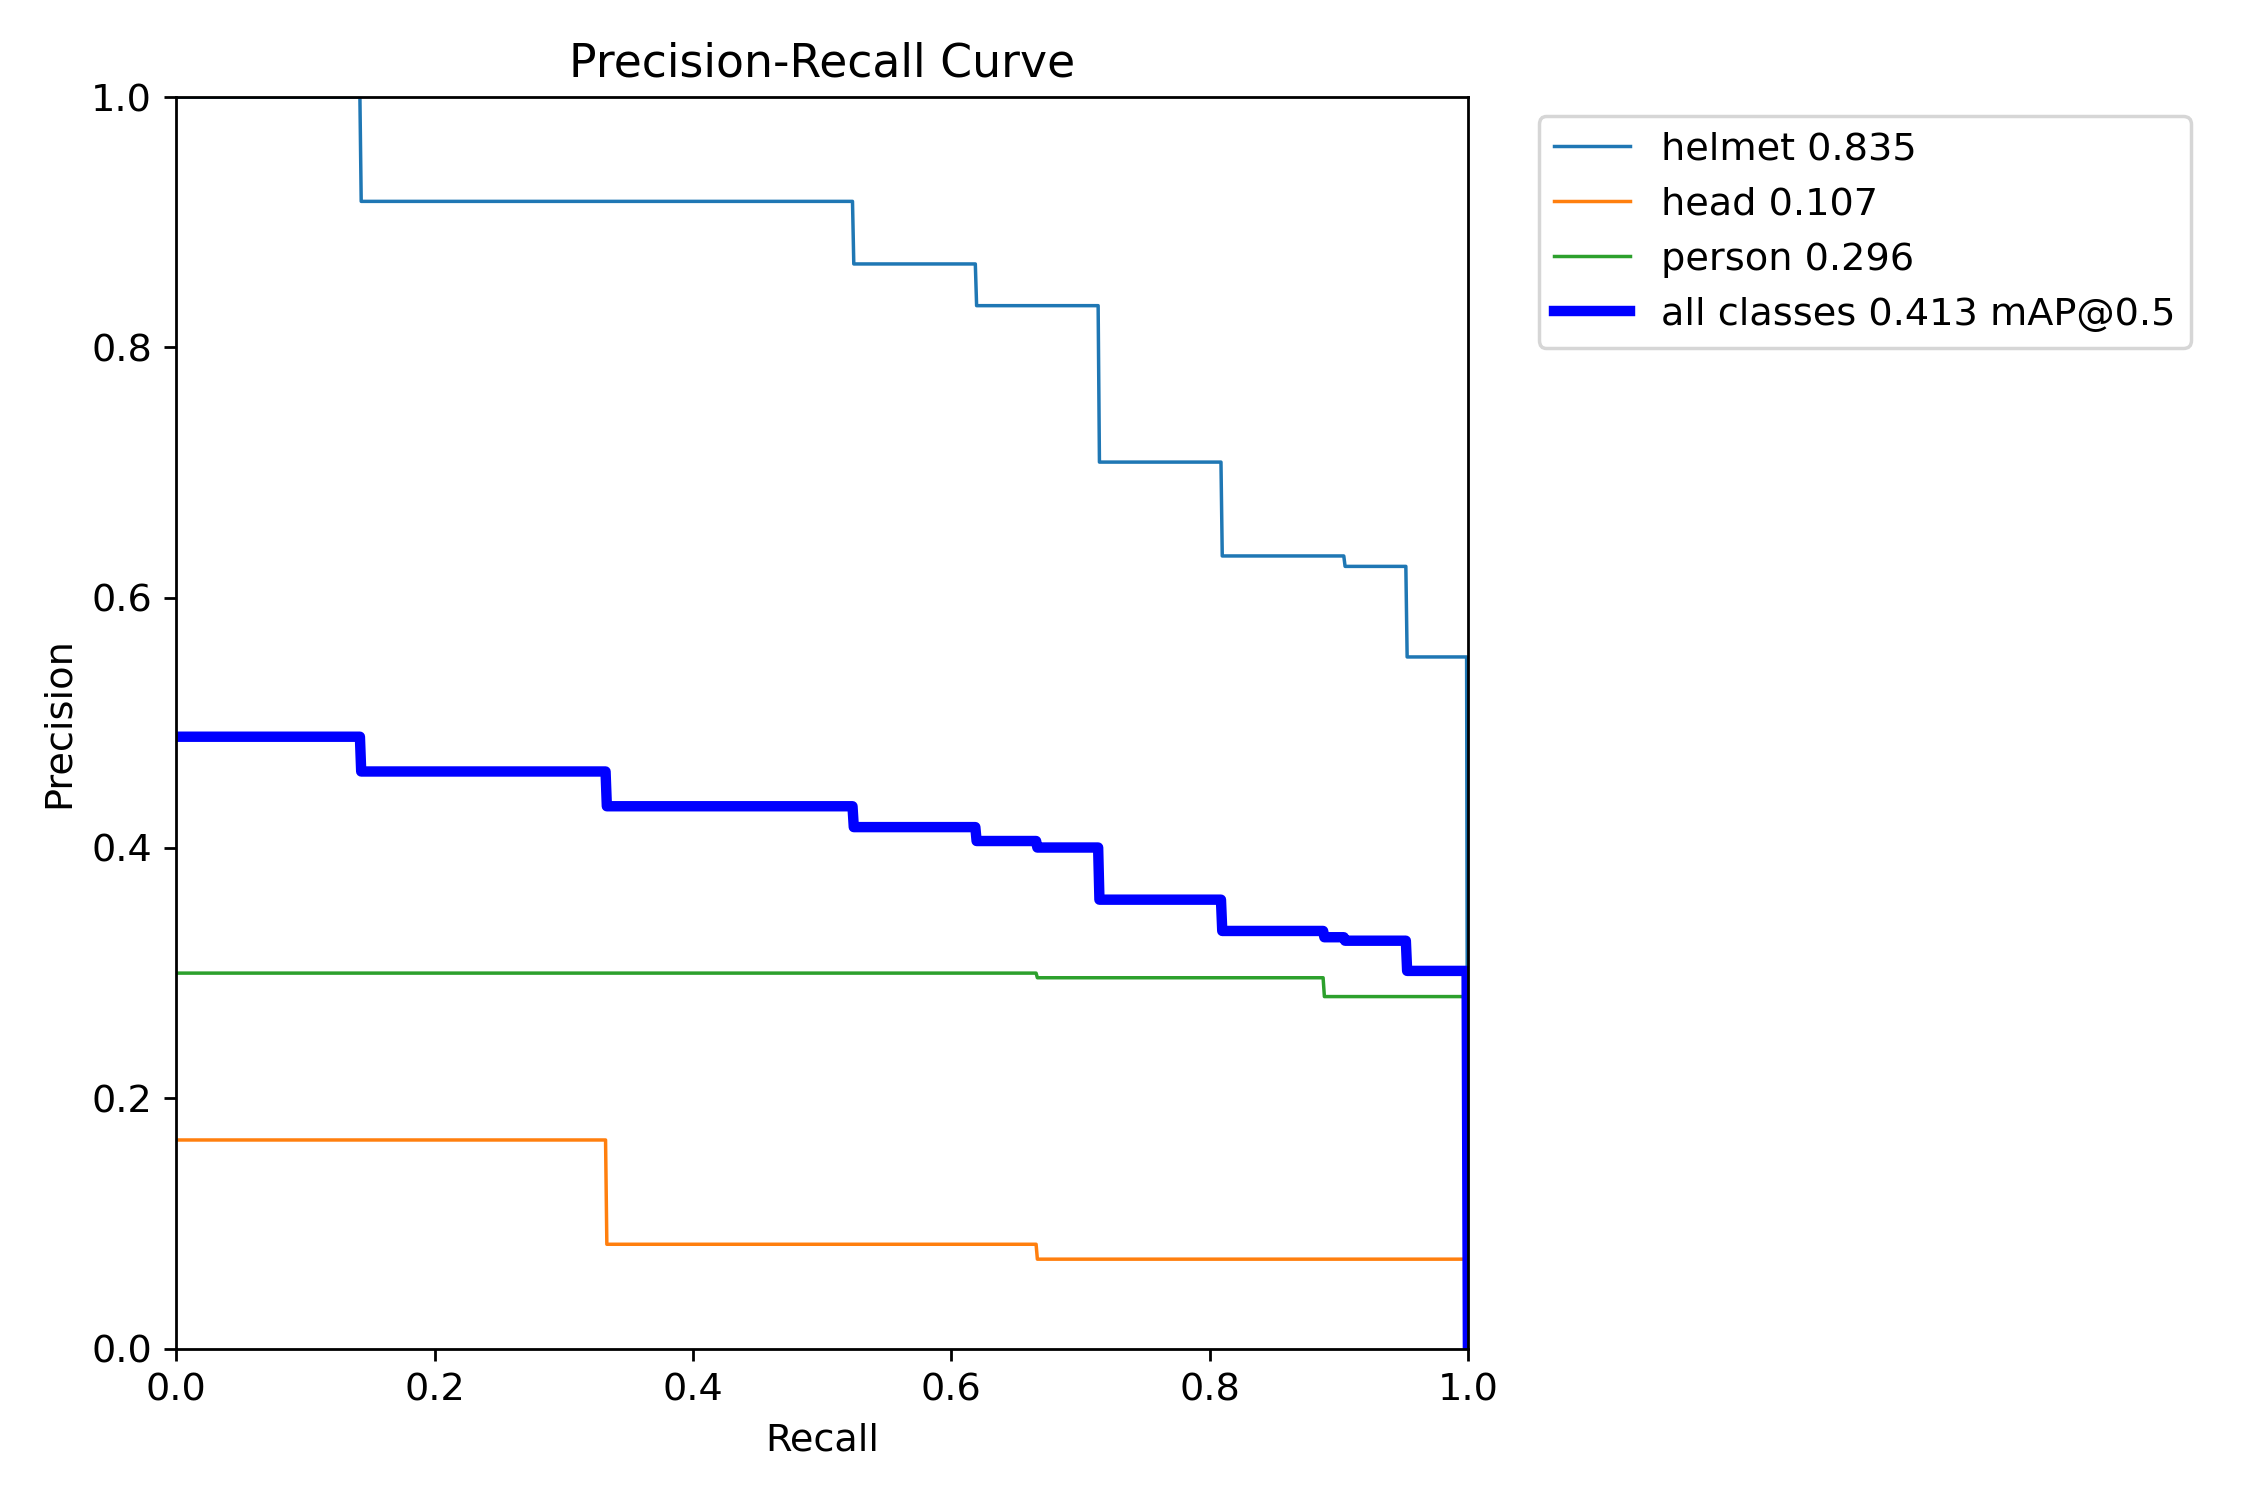 Precision-Recall Curve
1.0
0.8
0.6
0.4
0.2
0.0
Precision
0.0 0.2 0.4 0.6 0.8 1.0
Recall
helmet 0.835
head 0.107
person 0.296
all classes 0.413 mAP@0.5